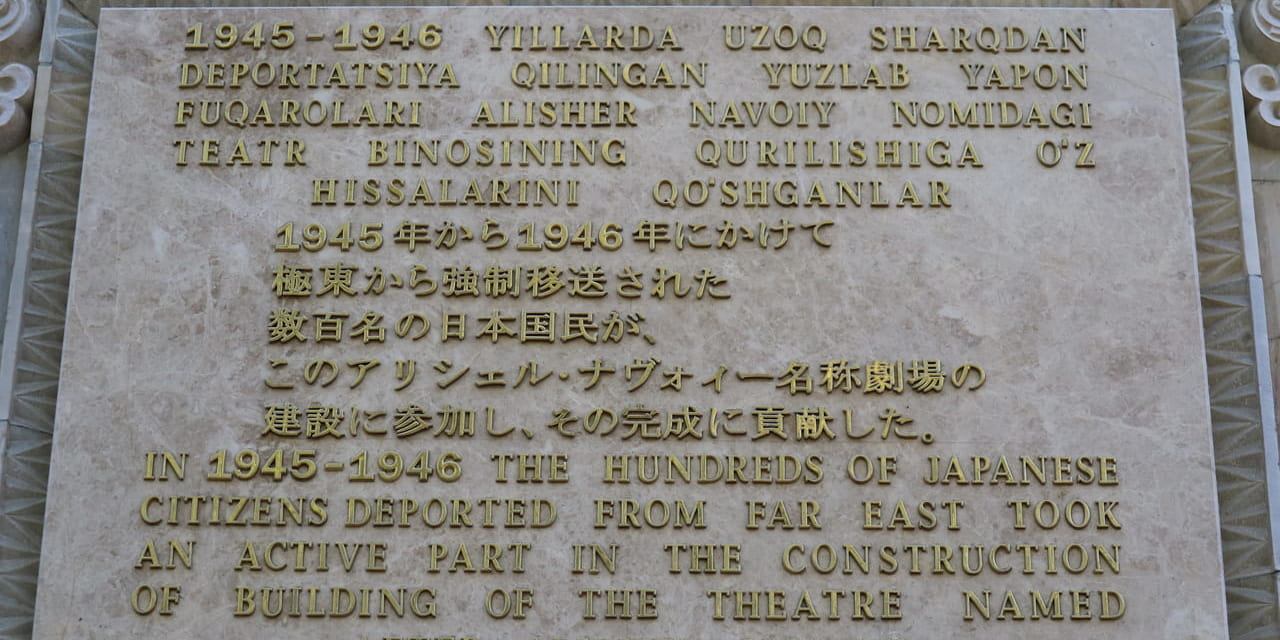 1945-1946 YILLARDA UZOQ SHARQDAN
DEPORTATSIYA QILINGAN YUZLAB YAPON
FUQAROLARI ALISHER NAVOIY NOMIDAGI
TEATR BINOSINING QURILISHIGA O‘Z
HISSALARINI QO‘SHGANLAR
1945年から1946年にかけて
極東から強制移送された
数百名の日本国民が、
このアリシェル・ナヴォイー名称劇場の
建設に参加し、その完成に貢献した。
IN 1945-1946 THE HUNDREDS OF JAPANESE
CITIZENS DEPORTED FROM FAR EAST TOOK
AN ACTIVE PART IN THE CONSTRUCTION
OF BUILDING OF THE THEATRE NAMED